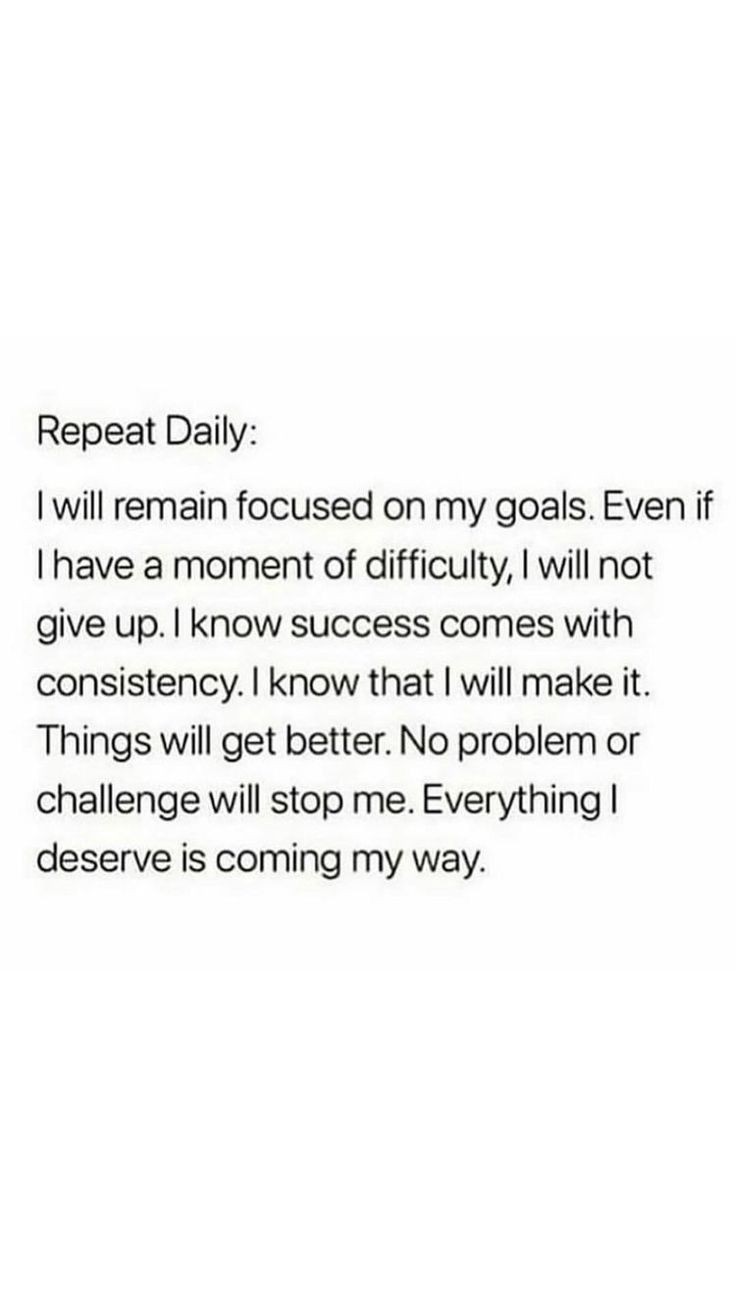 Repeat Daily:
I will remain focused on my goals. Even if
I have a moment of difficulty, I will not
give up. I know success comes with
consistency. I know that I will make it.
Things will get better. No problem or
challenge will stop me. Everything I
deserve is coming my way.